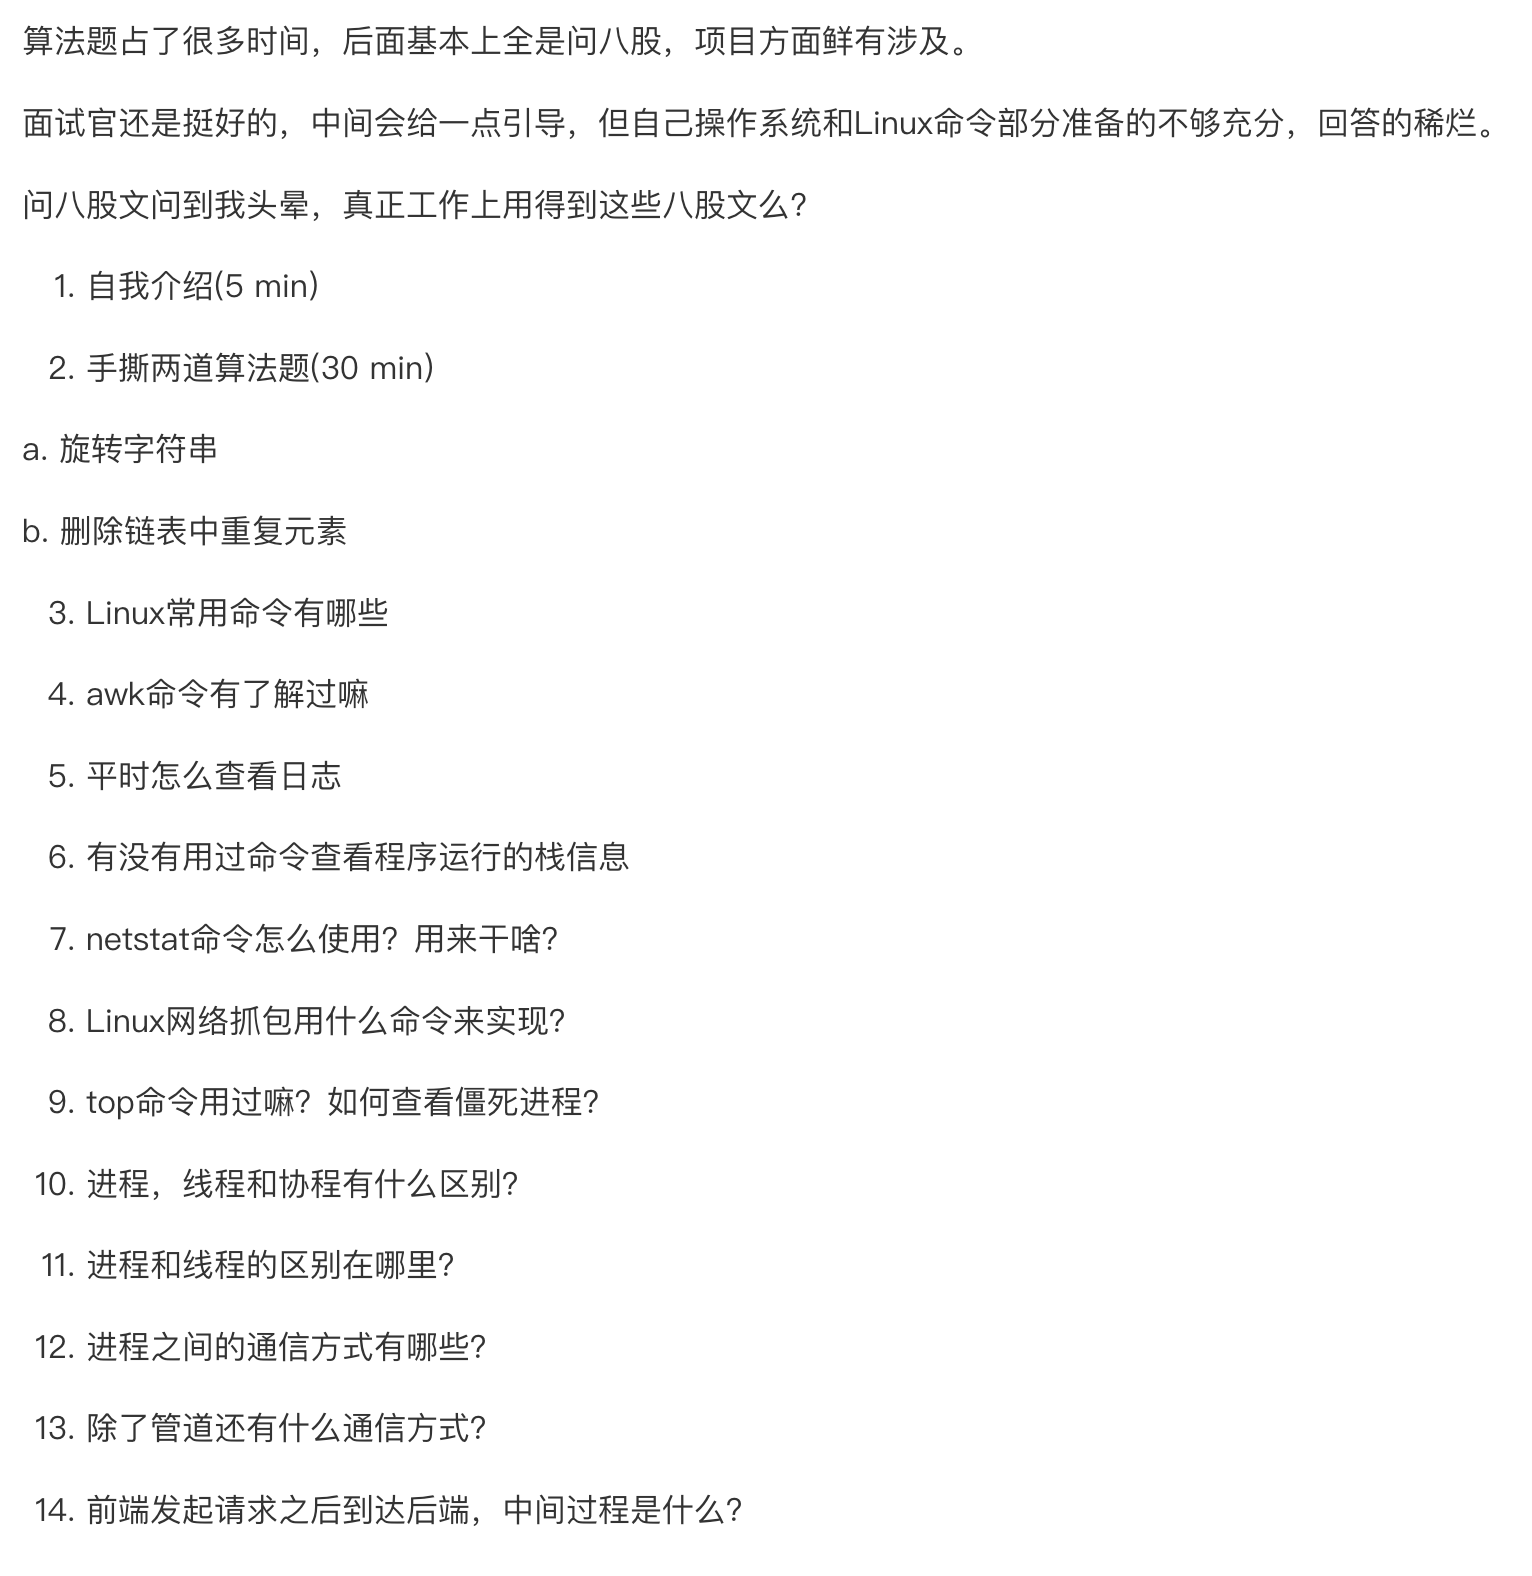 算法题占了很多时间，后面基本上全是问八股，项目方面鲜有涉及。
面试官还是挺好的，中间会给一点引导，但自己操作系统和Linux命令部分准备的不够充分，回答的稀烂。
问八股文问到我头晕，真正工作上用得到这些八股文么？
1. 自我介绍(5 min)
2. 手撕两道算法题(30 min)
a. 旋转字符串
b. 删除链表中重复元素
3. Linux常用命令有哪些
4. awk命令有了解过嘛
5. 平时怎么查看日志
6. 有没有用过命令查看程序运行的栈信息
7. netstat命令怎么使用？用来干啥？
8. Linux网络抓包用什么命令来实现？
9. top命令用过嘛？如何查看僵死进程？
10. 进程，线程和协程有什么区别？
11. 进程和线程的区别在哪里？
12. 进程之间的通信方式有哪些？
13. 除了管道还有什么通信方式？
14. 前端发起请求之后到达后端，中间过程是什么？